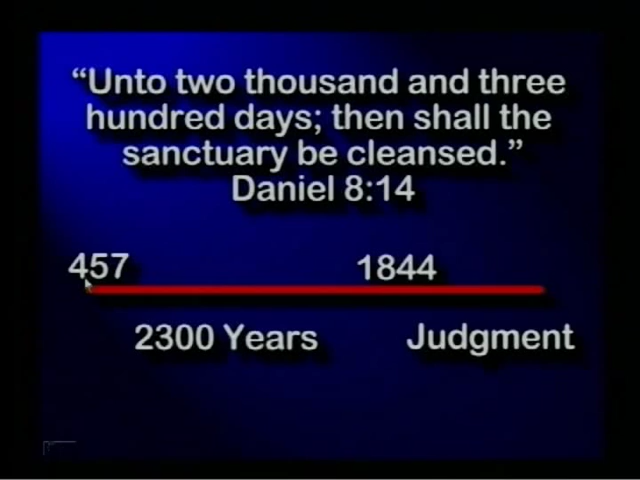 “Unto two thousand and three
hundred days; then shall the
sanctuary be cleansed.”
Daniel 8:14
457 1844
2300 Years Judgment